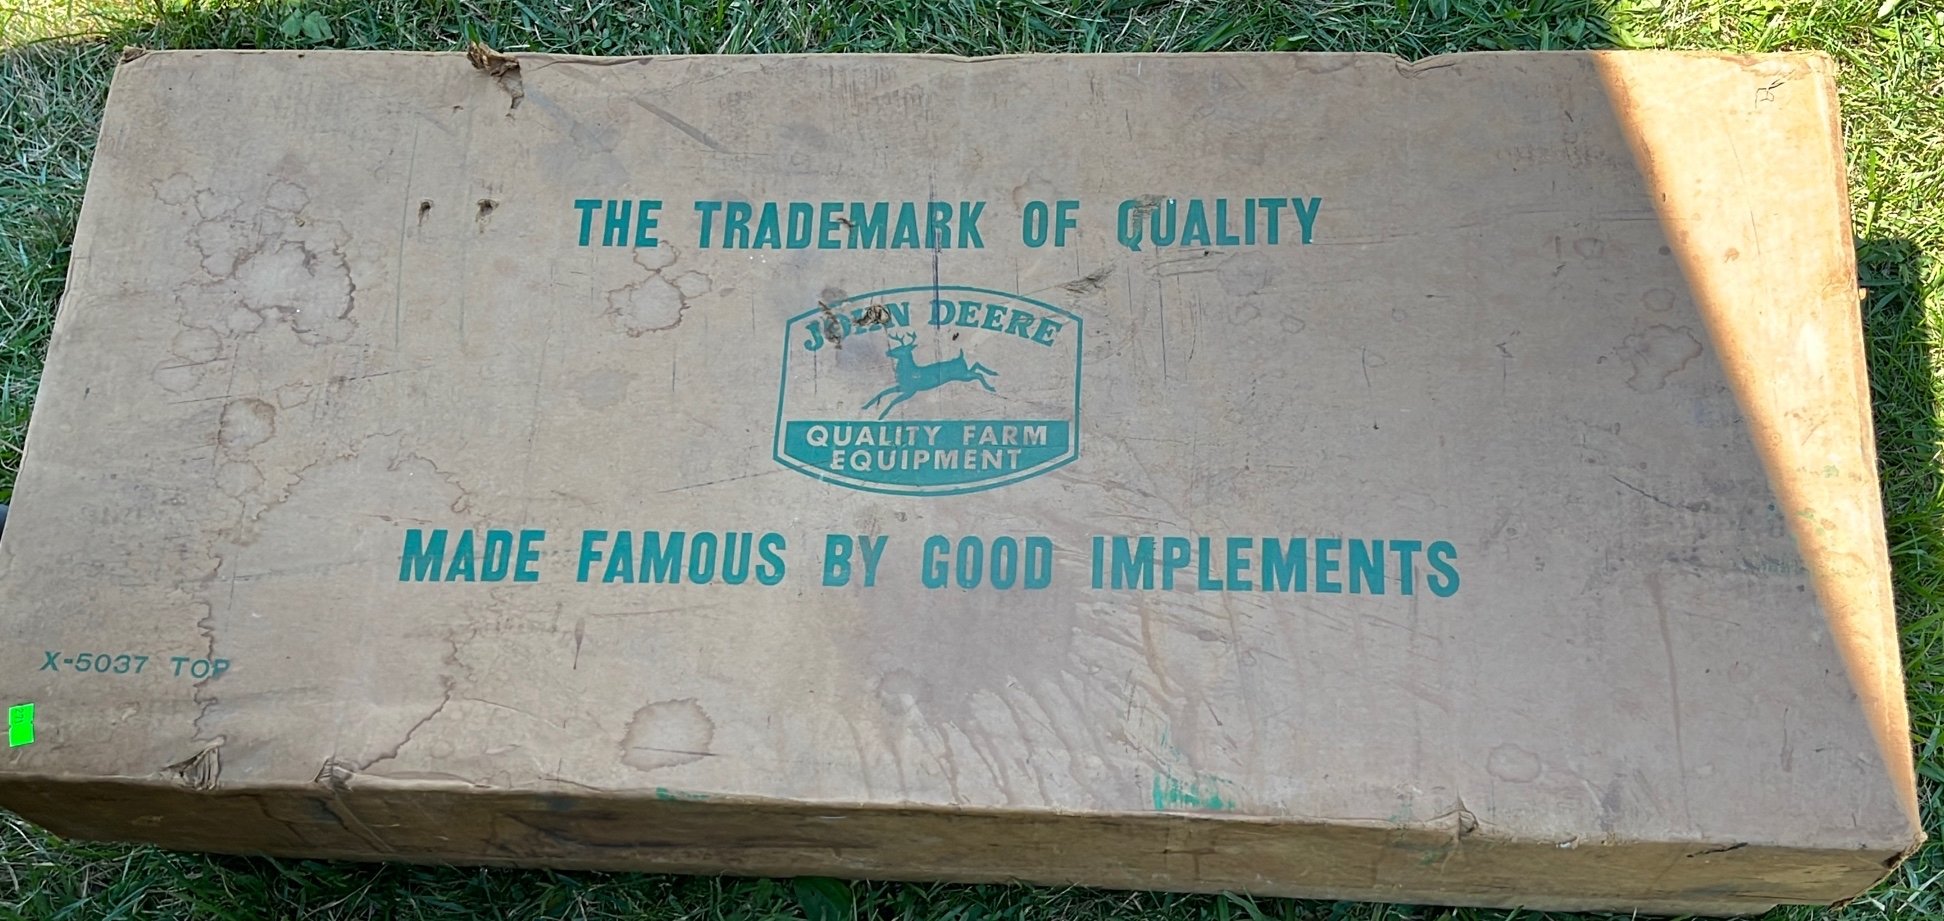 THE TRADEMARK OF QUALITY
JOHN DEERE
QUALITY FARM
EQUIPMENT
MADE FAMOUS BY GOOD IMPLEMENTS
X-5037 TOP